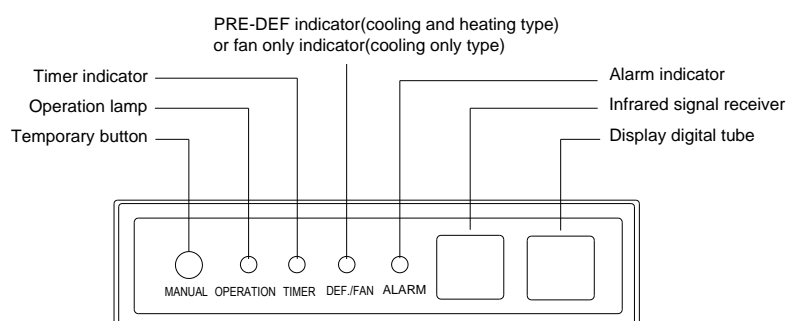 PRE-DEF indicator(cooling and heating type)
or fan only indicator(cooling only type)
Timer indicator
Alarm indicator
Operation lamp
Infrared signal receiver
Temporary button
Display digital tube
MANUAL OPERATION TIMER DEF./FAN ALARM